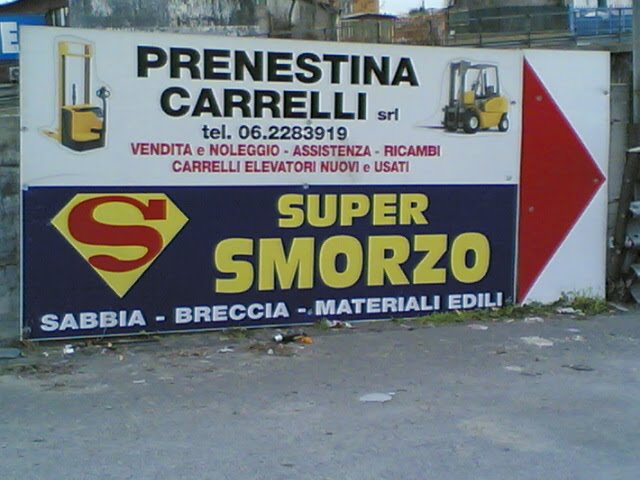 E
PRENESTINA
CARRELLI srl
tel. 06.2283919
VENDITA e NOLEGGIO - ASSISTENZA - RICAMBI
CARRELLI ELEVATORI NUOVI e USATI
S
SUPER
SMORZO
SABBIA - BRECCIA - MATERIALI EDILI